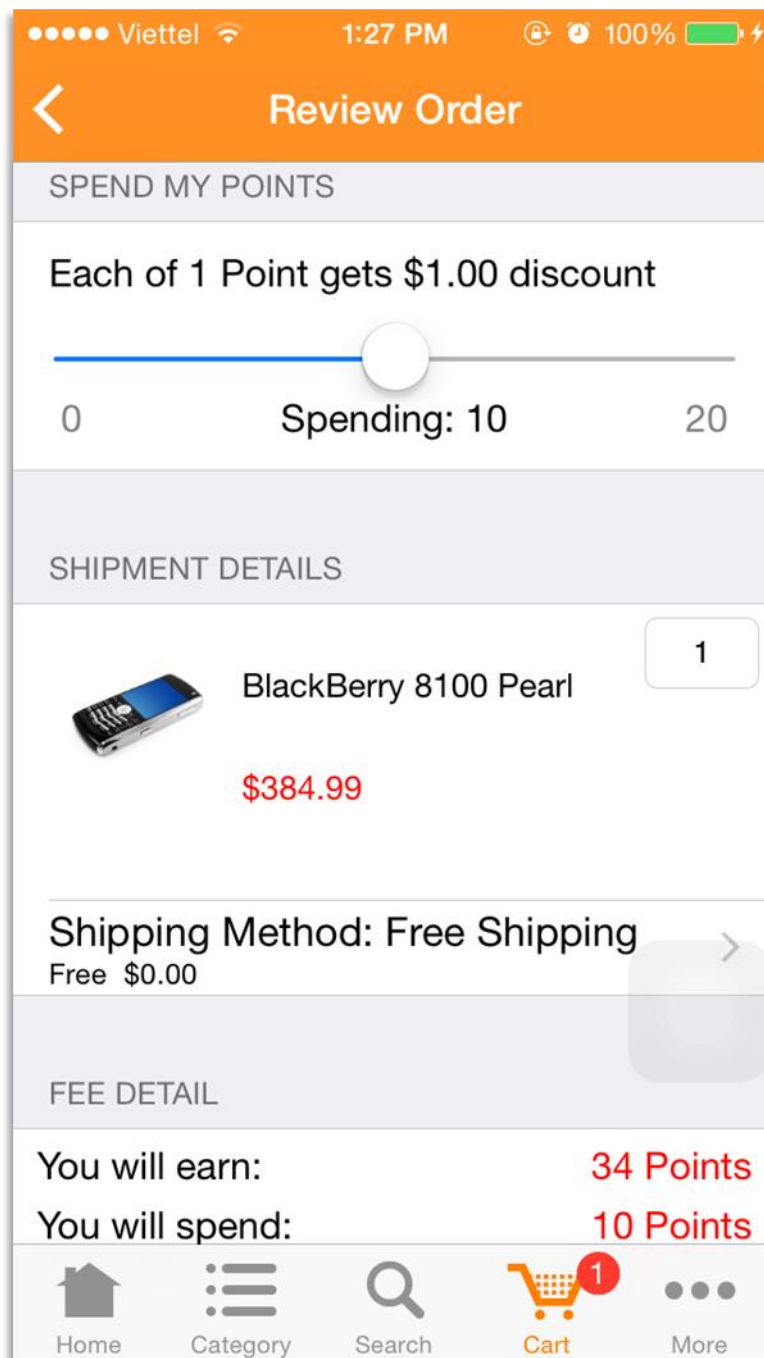 Viettel 1:27 PM 100%
Review Order
SPEND MY POINTS
Each of 1 Point gets $1.00 discount
0 Spending: 10 20
SHIPMENT DETAILS
1
BlackBerry 8100 Pearl
$384.99
Shipping Method: Free Shipping
Free $0.00
FEE DETAIL
You will earn: 34 Points
You will spend: 10 Points
1
Home Category Search Cart More